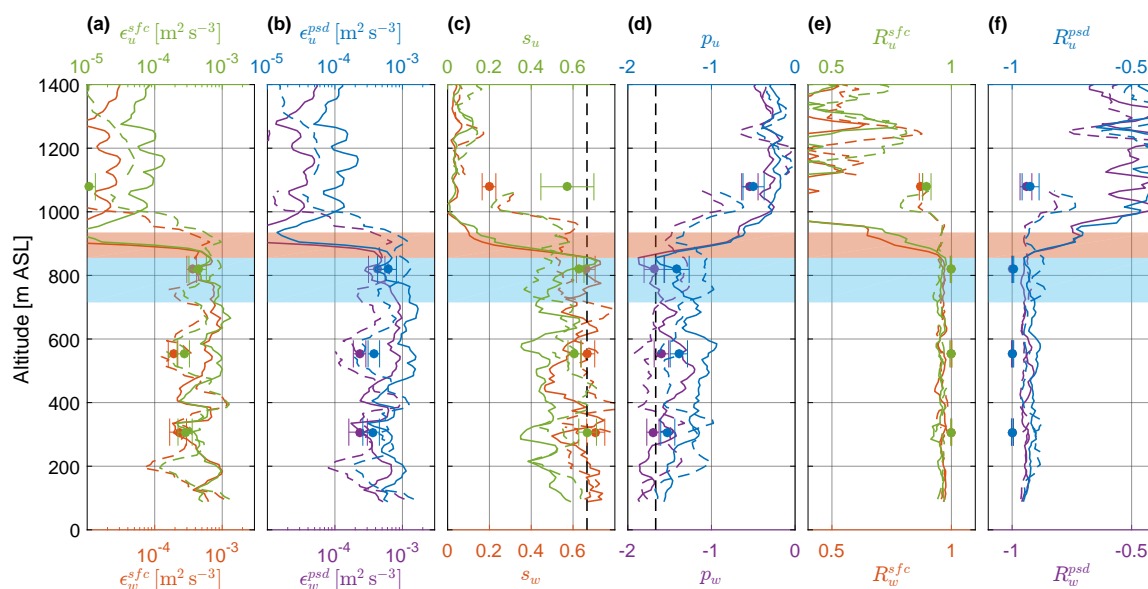 (a) (b) (c) (d) (e) (f)
ϵ_u^{sfc} [m² s⁻³] ϵ_u^{psd} [m² s⁻³] s_u p_u R_u^{sfc} R_u^{psd}
10⁻⁵ 10⁻⁴ 10⁻³ 10⁻⁵ 10⁻⁴ 10⁻³ 0 0.2 0.6 -2 -1 0 0.5 1 -1 -0.5
1400
1200
1000
800
600
400
200
0
Altitude [m ASL]
10⁻⁴ 10⁻³ 10⁻⁴ 10⁻³ 0 0.2 0.6 -2 -1 0 0.5 1 -1 -0.5
ϵ_w^{sfc} [m² s⁻³] ϵ_w^{psd} [m² s⁻³] s_w p_w R_w^{sfc} R_w^{psd}